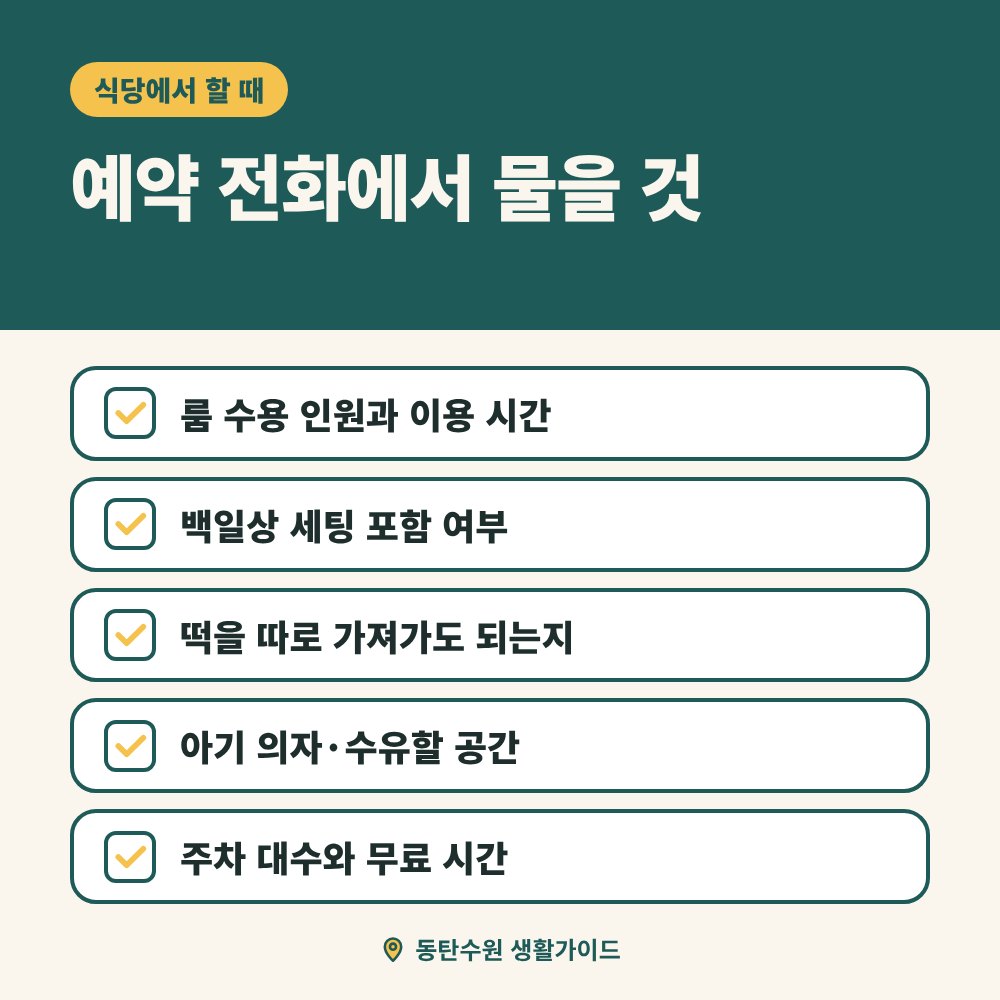 식당에서 할 때
예약 전화에서 물을 것
룸 수용 인원과 이용 시간
백일상 세팅 포함 여부
떡을 따로 가져가도 되는지
아기 의자·수유할 공간
주차 대수와 무료 시간
동탄수원 생활가이드